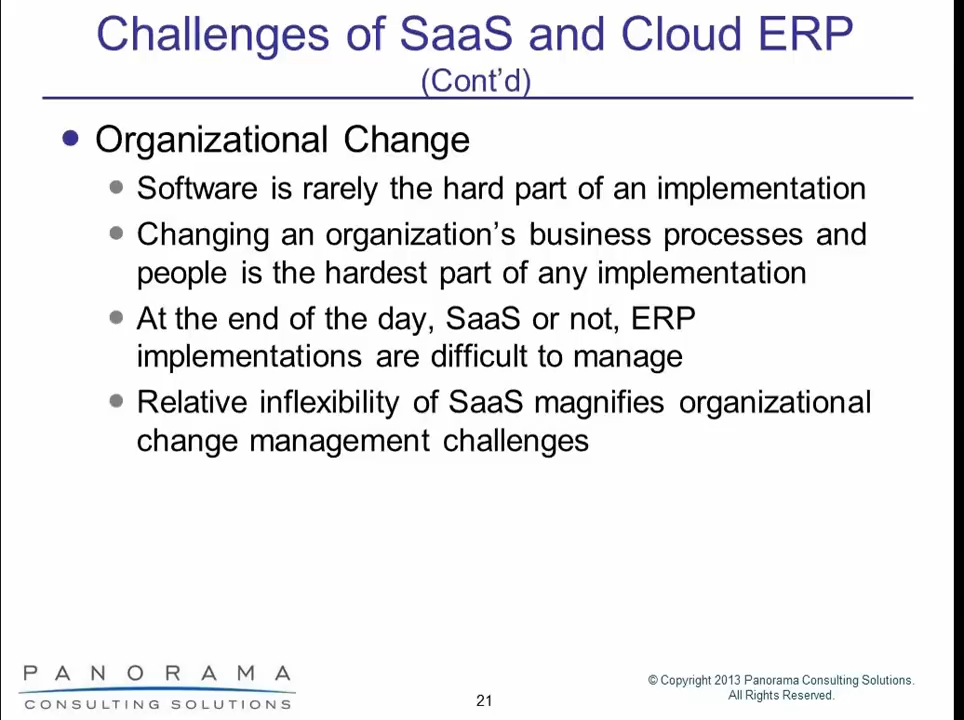 Challenges of SaaS and Cloud ERP
(Cont’d)
• Organizational Change
• Software is rarely the hard part of an implementation
• Changing an organization’s business processes and
people is the hardest part of any implementation
• At the end of the day, SaaS or not, ERP
implementations are difficult to manage
• Relative inflexibility of SaaS magnifies organizational
change management challenges
PANORAMA
CONSULTING SOLUTIONS
21
© Copyright 2013 Panorama Consulting Solutions.
All Rights Reserved.